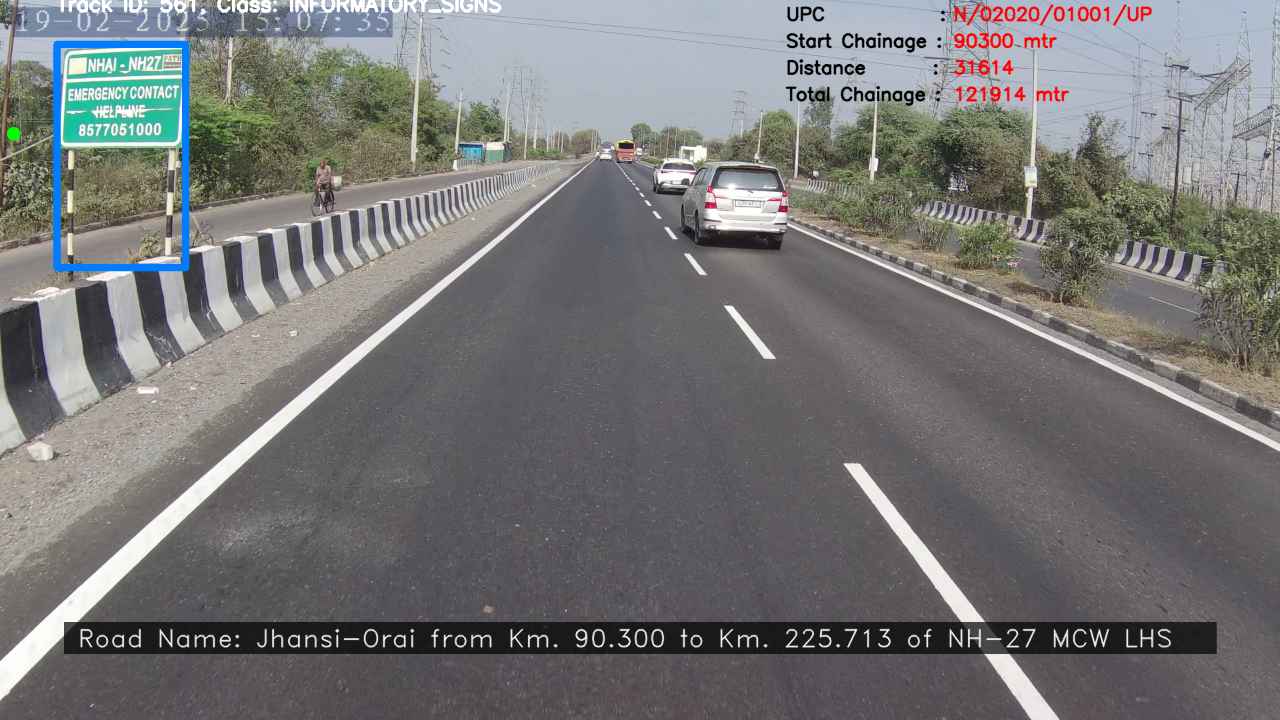 Track ID: 561, Class: INFORMATORY_SIGNS
19-02-2025 15:07:35
UPC : N/02020/01001/UP
Start Chainage : 90300 mtr
Distance : 31614
Total Chainage : 121914 mtr
NHAI - NH27
EMERGENCY CONTACT
HELPLINE
8577051000
Road Name: Jhansi-Orai from Km. 90.300 to Km. 225.713 of NH-27 MCW LHS